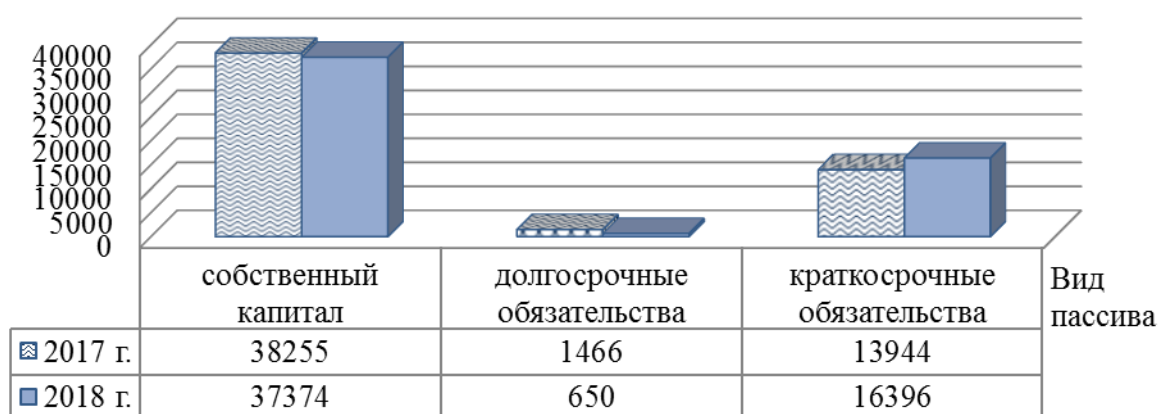 40000
35000
30000
25000
20000
15000
10000
5000
0
собственный капитал
долгосрочные обязательства
краткосрочные обязательства
Вид пассива
2017 г. 38255 1466 13944
2018 г. 37374 650 16396